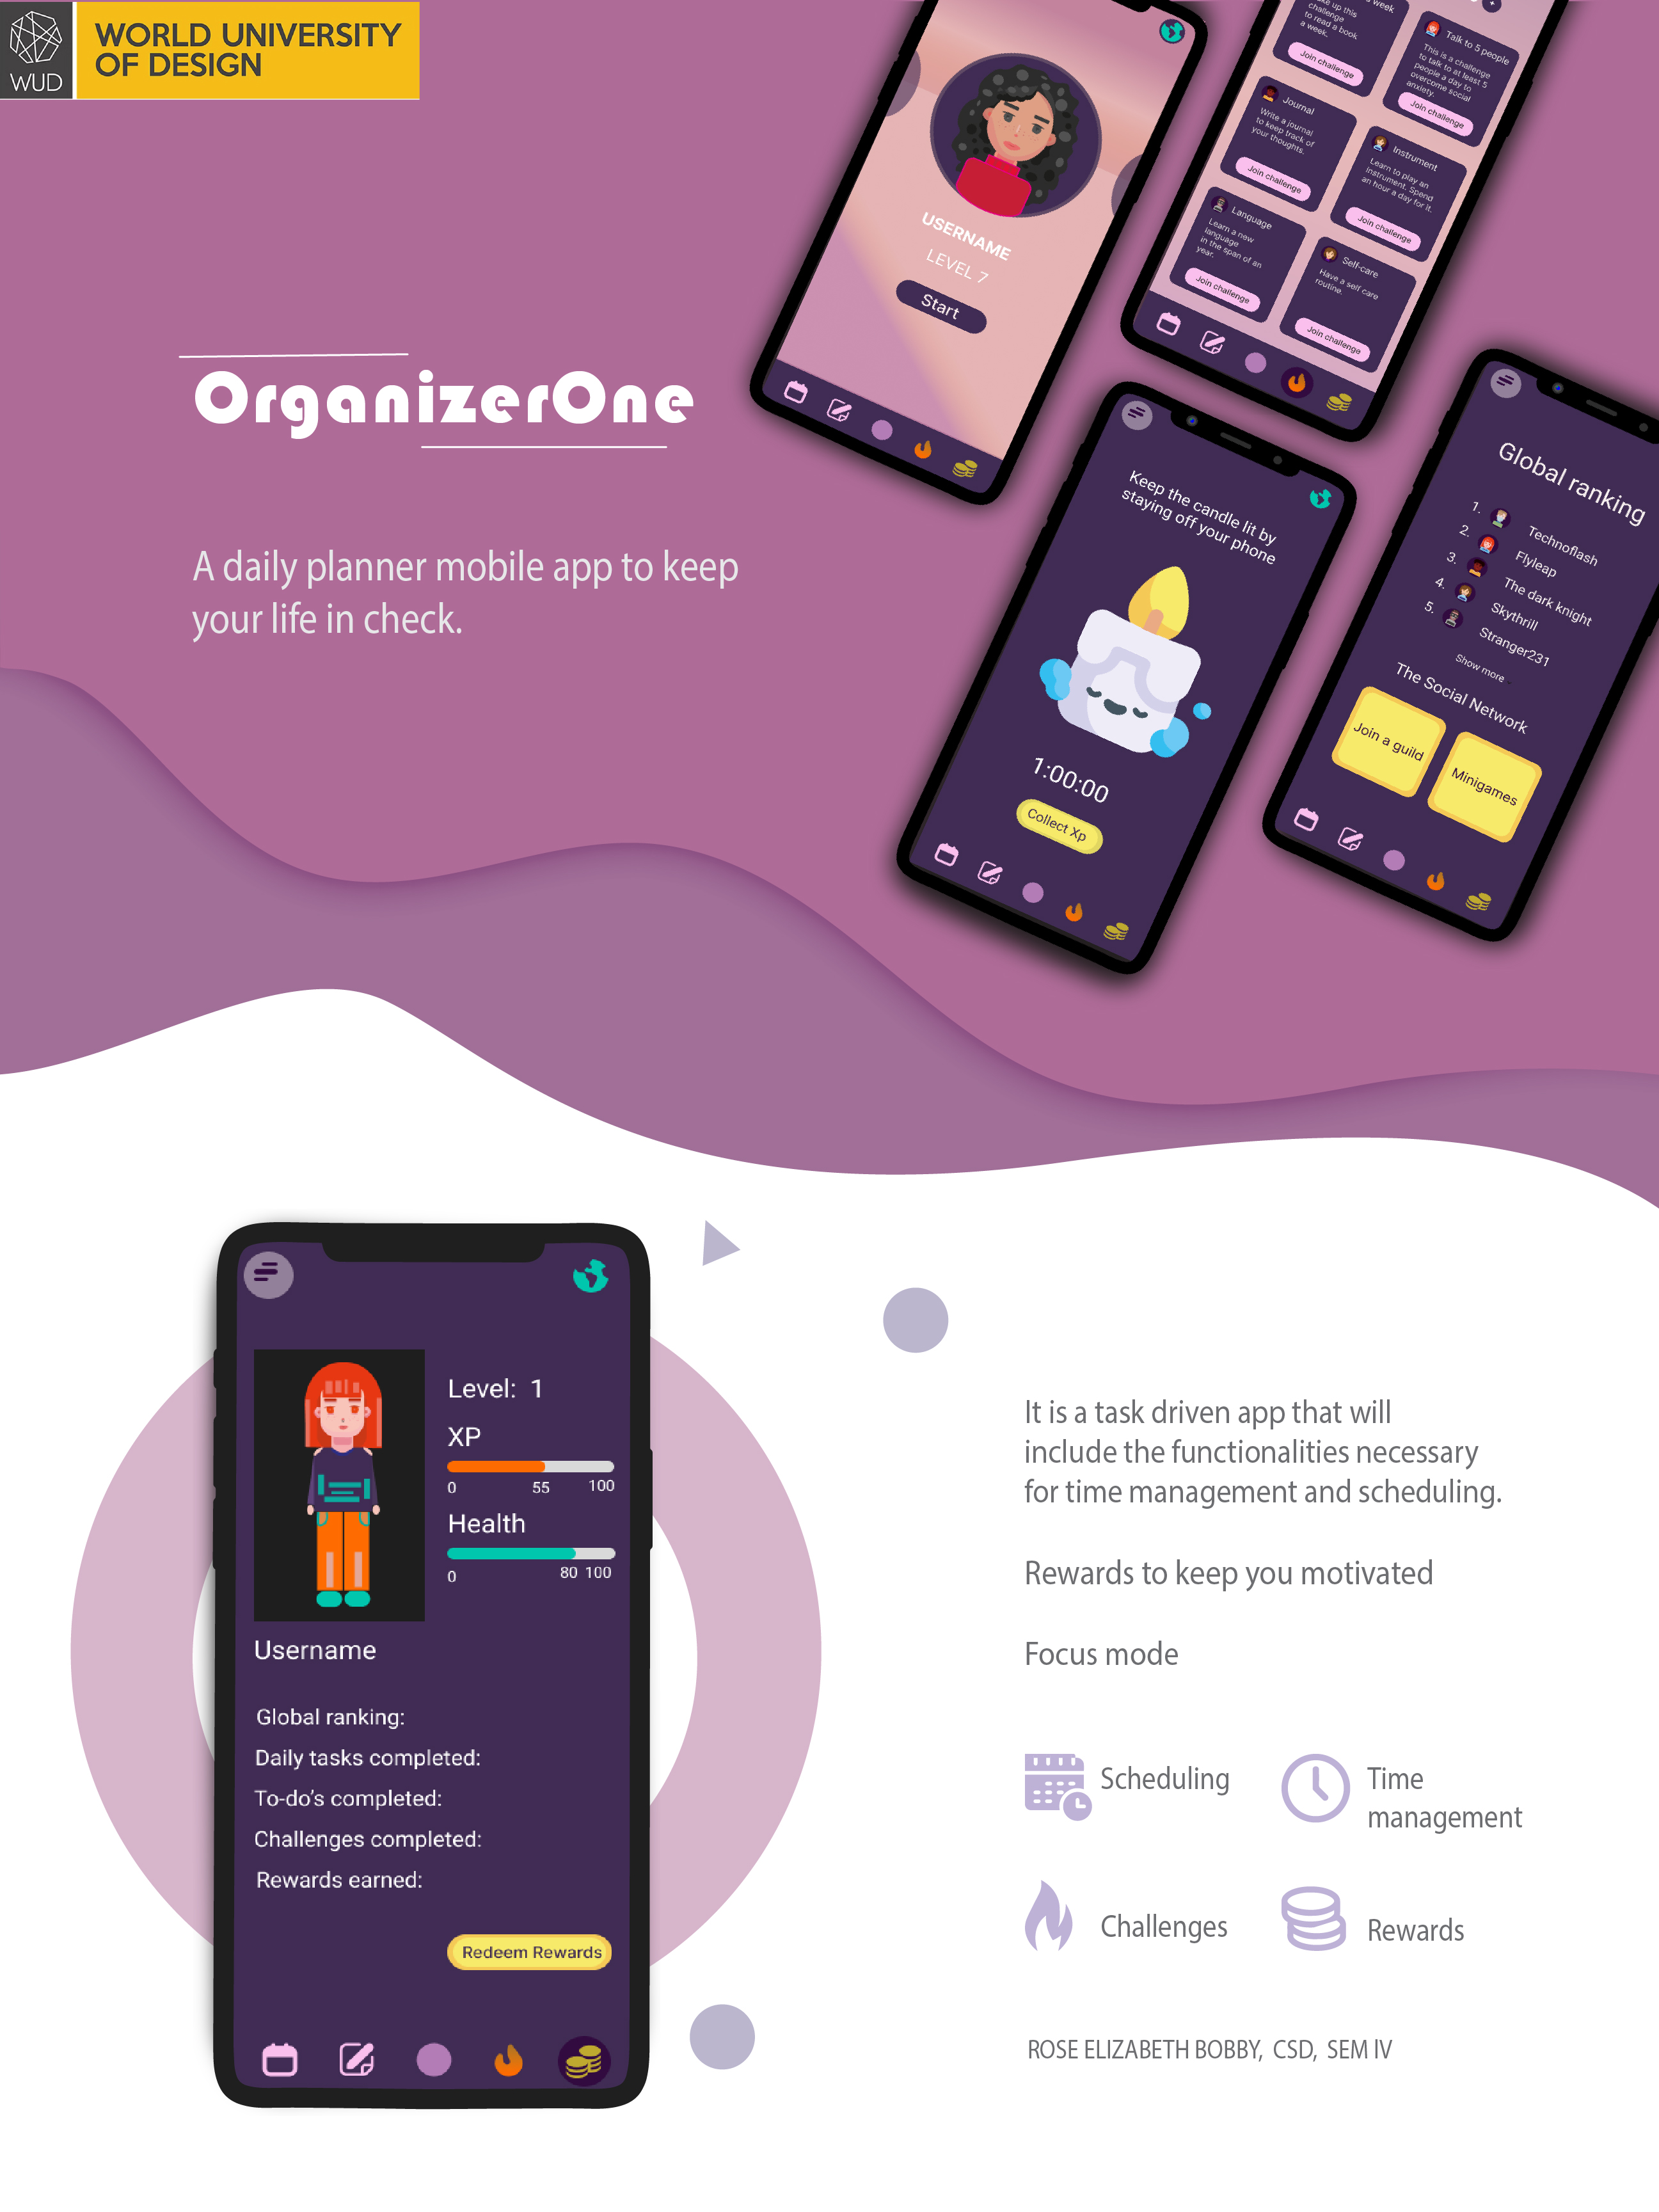 WUD
WORLD UNIVERSITY
OF DESIGN
OrganizerOne
A daily planner mobile app to keep
your life in check.
USERNAME
LEVEL 7
Start
week
up this
challenge
to read a book
a week.
Join challenge
Talk to 5 people
This is a challenge
to talk to at least 5
people a day to
overcome social
anxiety.
Join challenge
Journal
Write a journal
to keep track of
your thoughts.
Join challenge
Instrument
Learn to play an
instrument. Spend
an hour a day for it.
Join challenge
Language
Learn a new
language
in the span of an
year.
Join challenge
Self-care
Have a self care
routine.
Join challenge
Keep the candle lit by
staying off your phone
1:00:00
Collect Xp
Global ranking
1. Technoflash
2. Flyleap
3. The dark knight
4. Skythrill
5. Stranger231
Show more
The Social Network
Join a guild
Minigames
Level: 1
XP
0 55 100
Health
0 80 100
Username
Global ranking:
Daily tasks completed:
To-do's completed:
Challenges completed:
Rewards earned:
Redeem Rewards
It is a task driven app that will
include the functionalities necessary
for time management and scheduling.
Rewards to keep you motivated
Focus mode
Scheduling
Time
management
Challenges
Rewards
ROSE ELIZABETH BOBBY, CSD, SEM IV